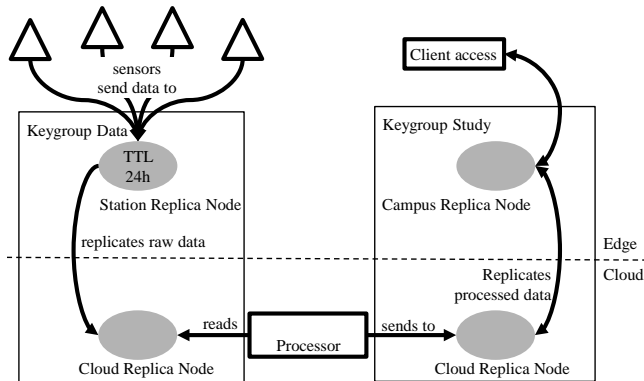 sensors
send data to
Client access
Keygroup Data
Keygroup Study
TTL
24h
Station Replica Node
Campus Replica Node
replicates raw data
Edge
Cloud
Replicates
processed data
reads
Processor
sends to
Cloud Replica Node
Cloud Replica Node